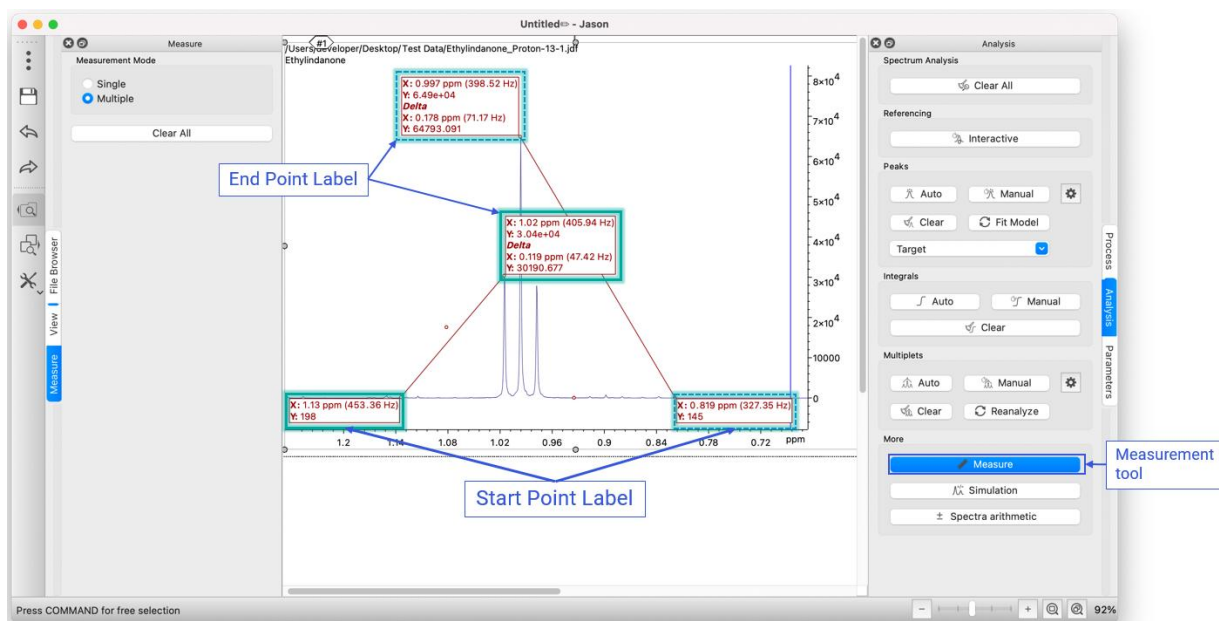 Untitled - Jason
Measure
Measurement Mode
Single
Multiple
Clear All
File Browser
View
Measure
#1
/Users/developer/Desktop/Test Data/Ethylindanone_Proton-13-1.jdf
Ethylindanone
X: 0.997 ppm (398.52 Hz)
Y: 6.49e+04
Delta
X: 0.178 ppm (71.17 Hz)
Y: 64793.091
End Point Label
X: 1.02 ppm (405.94 Hz)
Y: 3.04e+04
Delta
X: 0.119 ppm (47.42 Hz)
Y: 30190.677
X: 1.13 ppm (453.36 Hz)
Y: 198
X: 0.819 ppm (327.35 Hz)
Y: 145
8×10⁴
7×10⁴
6×10⁴
5×10⁴
4×10⁴
3×10⁴
2×10⁴
10000
0
1.2 1.14 1.08 1.02 0.96 0.9 0.84 0.78 0.72 ppm
Start Point Label
Analysis
Spectrum Analysis
Clear All
Referencing
Interactive
Peaks
Auto Manual
Clear Fit Model
Target
Integrals
Auto Manual
Clear
Multiplets
Auto Manual
Clear Reanalyze
More
Measure
Simulation
± Spectra arithmetic
Process
Analysis
Parameters
Measurement
tool
Press COMMAND for free selection
− + 92%